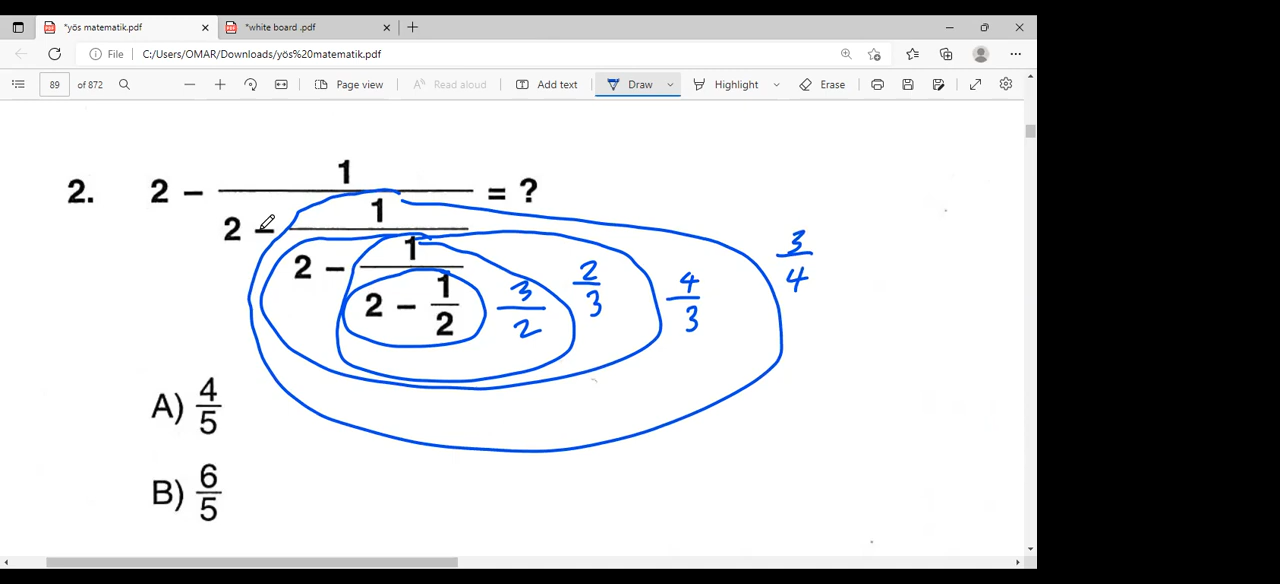 *yös matematik.pdf
*white board .pdf
File C:/Users/OMAR/Downloads/yös%20matematik.pdf
89 of 872 Page view Read aloud Add text Draw Highlight Erase
2. 2 - 1/(2 - 1/(2 - 1/(2 - 1/2))) = ?
3/2 2/3 4/3 3/4
A) 4/5
B) 6/5